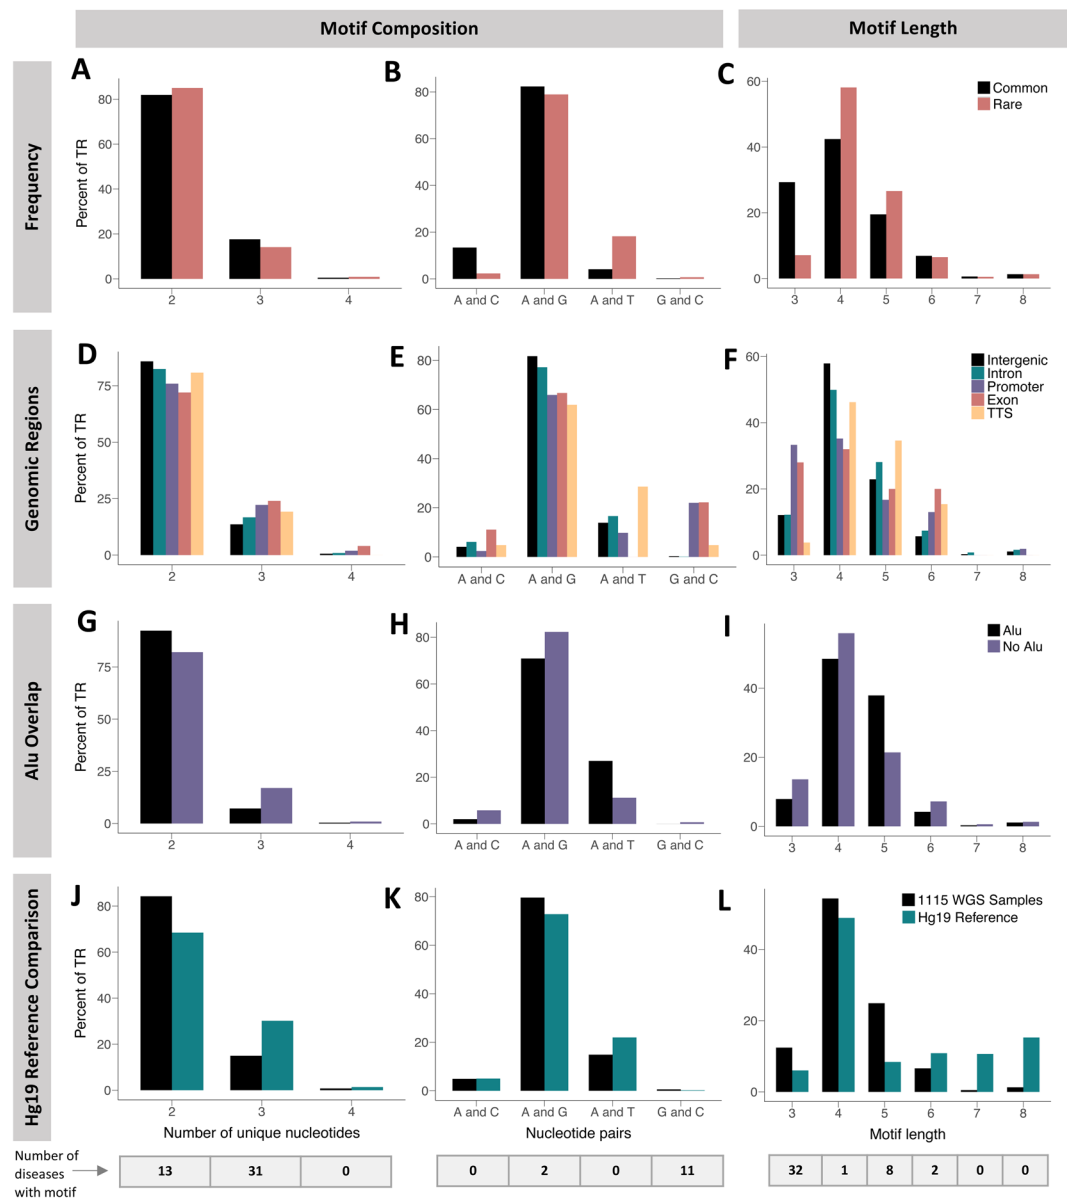 Motif Composition
Motif Length
Frequency
A
Percent of TR
80
60
40
20
0
2
3
4
B
80
60
40
20
0
A and C
A and G
A and T
G and C
C
60
40
20
0
3
4
5
6
7
8
Common
Rare
Genomic Regions
D
Percent of TR
75
50
25
0
2
3
4
E
80
60
40
20
0
A and C
A and G
A and T
G and C
F
60
40
20
0
3
4
5
6
7
8
Intergenic
Intron
Promoter
Exon
TTS
Alu Overlap
G
Percent of TR
75
50
25
0
2
3
4
H
80
60
40
20
0
A and C
A and G
A and T
G and C
I
40
20
0
3
4
5
6
7
8
Alu
No Alu
Hg19 Reference Comparison
J
Percent of TR
80
60
40
20
0
2
3
4
Number of unique nucleotides
K
80
60
40
20
0
A and C
A and G
A and T
G and C
Nucleotide pairs
L
40
20
0
3
4
5
6
7
8
Motif length
1115 WGS Samples
Hg19 Reference
Number of
diseases
with motif
13 31 0
0 2 0 11
32 1 8 2 0 0